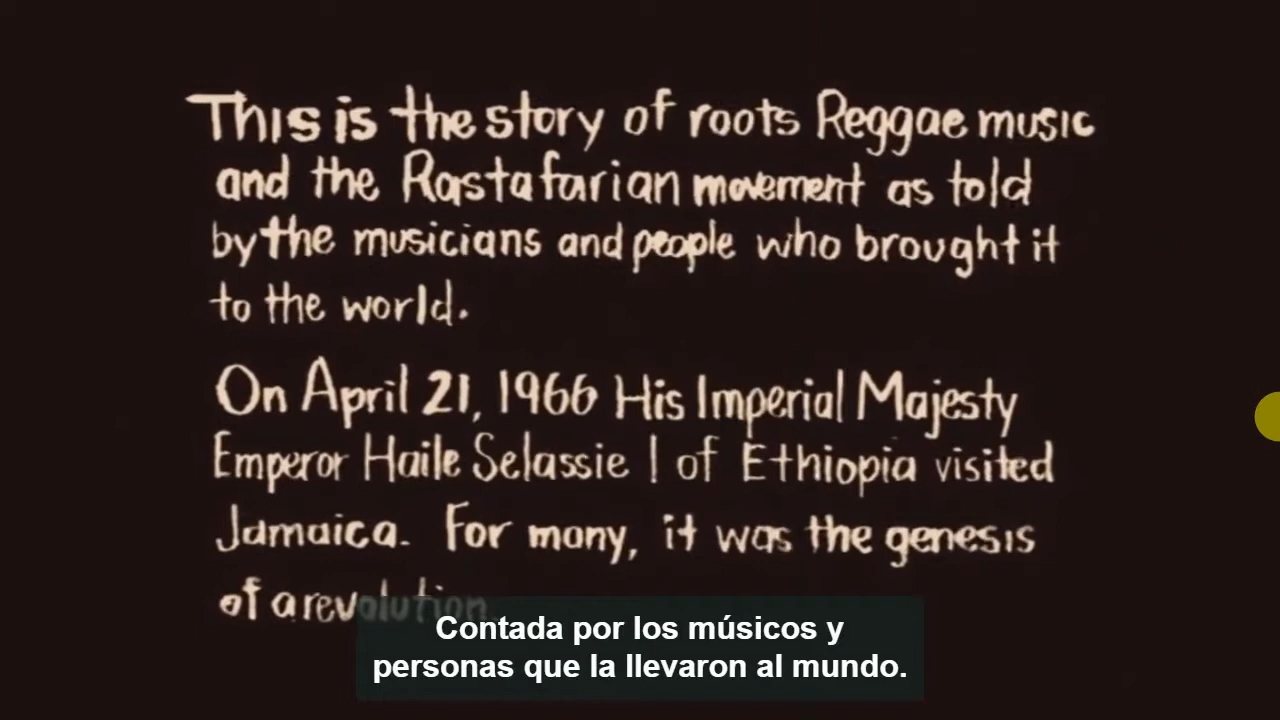 This is the story of roots Reggae music
and the Rastafarian movement as told
by the musicians and people who brought it
to the world.
On April 21, 1966 His Imperial Majesty
Emperor Haile Selassie I of Ethiopia visited
Jamaica. For many, it was the genesis
of a revolution
Contada por los músicos y
personas que la llevaron al mundo.